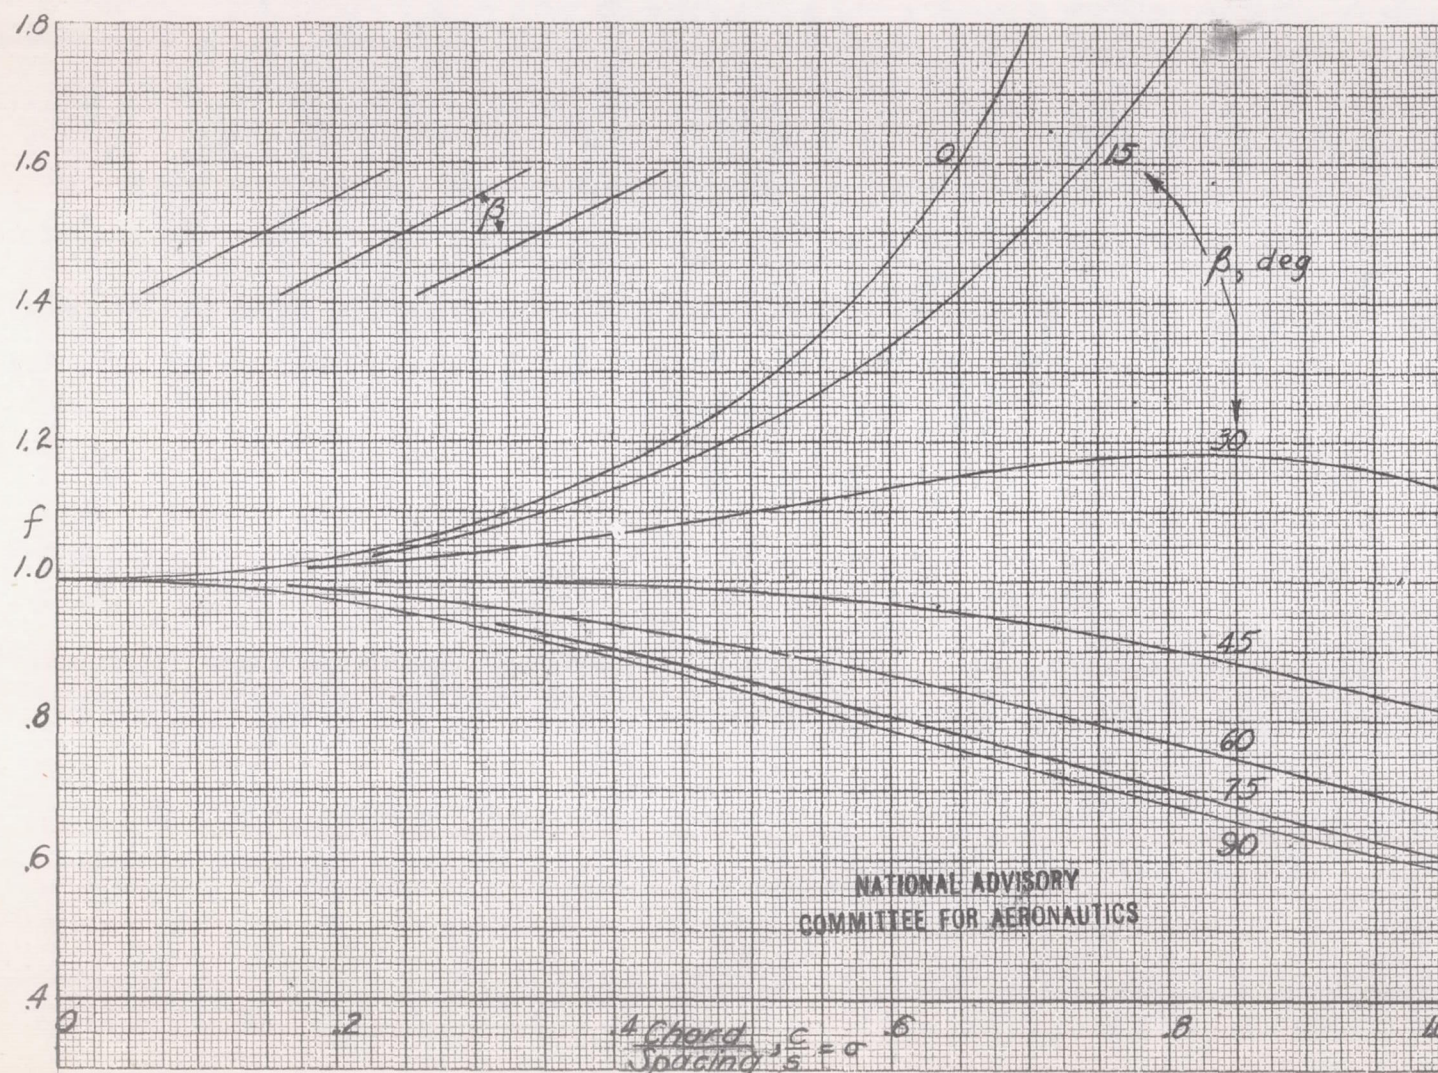 1.8
1.6
1.4
1.2
f
1.0
.8
.6
.4
β
0
15
β, deg
30
45
60
75
90
NATIONAL ADVISORY
COMMITTEE FOR AERONAUTICS
0 .2 .4 .6 .8
Chord
Spacing , c/s = σ